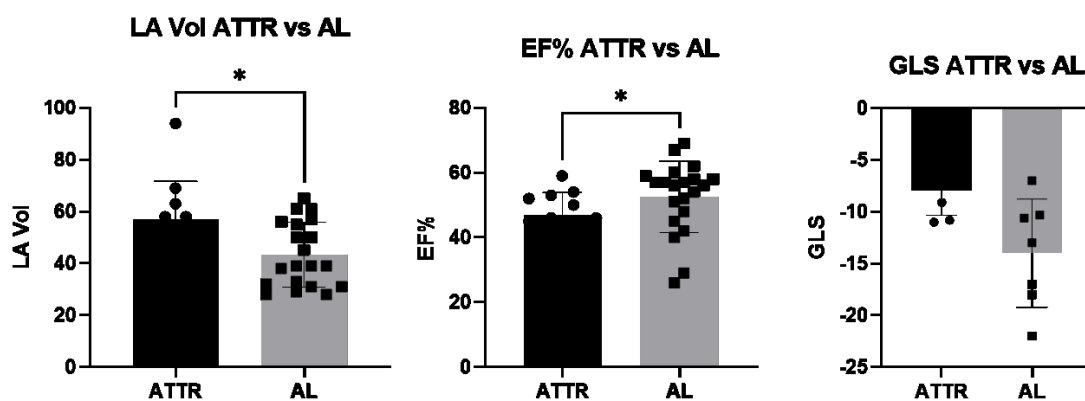 LA Vol ATTR vs AL
*
100
80
60
40
20
0
LA Vol
ATTR
AL
EF% ATTR vs AL
*
80
60
40
20
0
EF%
ATTR
AL
GLS ATTR vs AL
0
-5
-10
-15
-20
-25
GLS
ATTR
AL